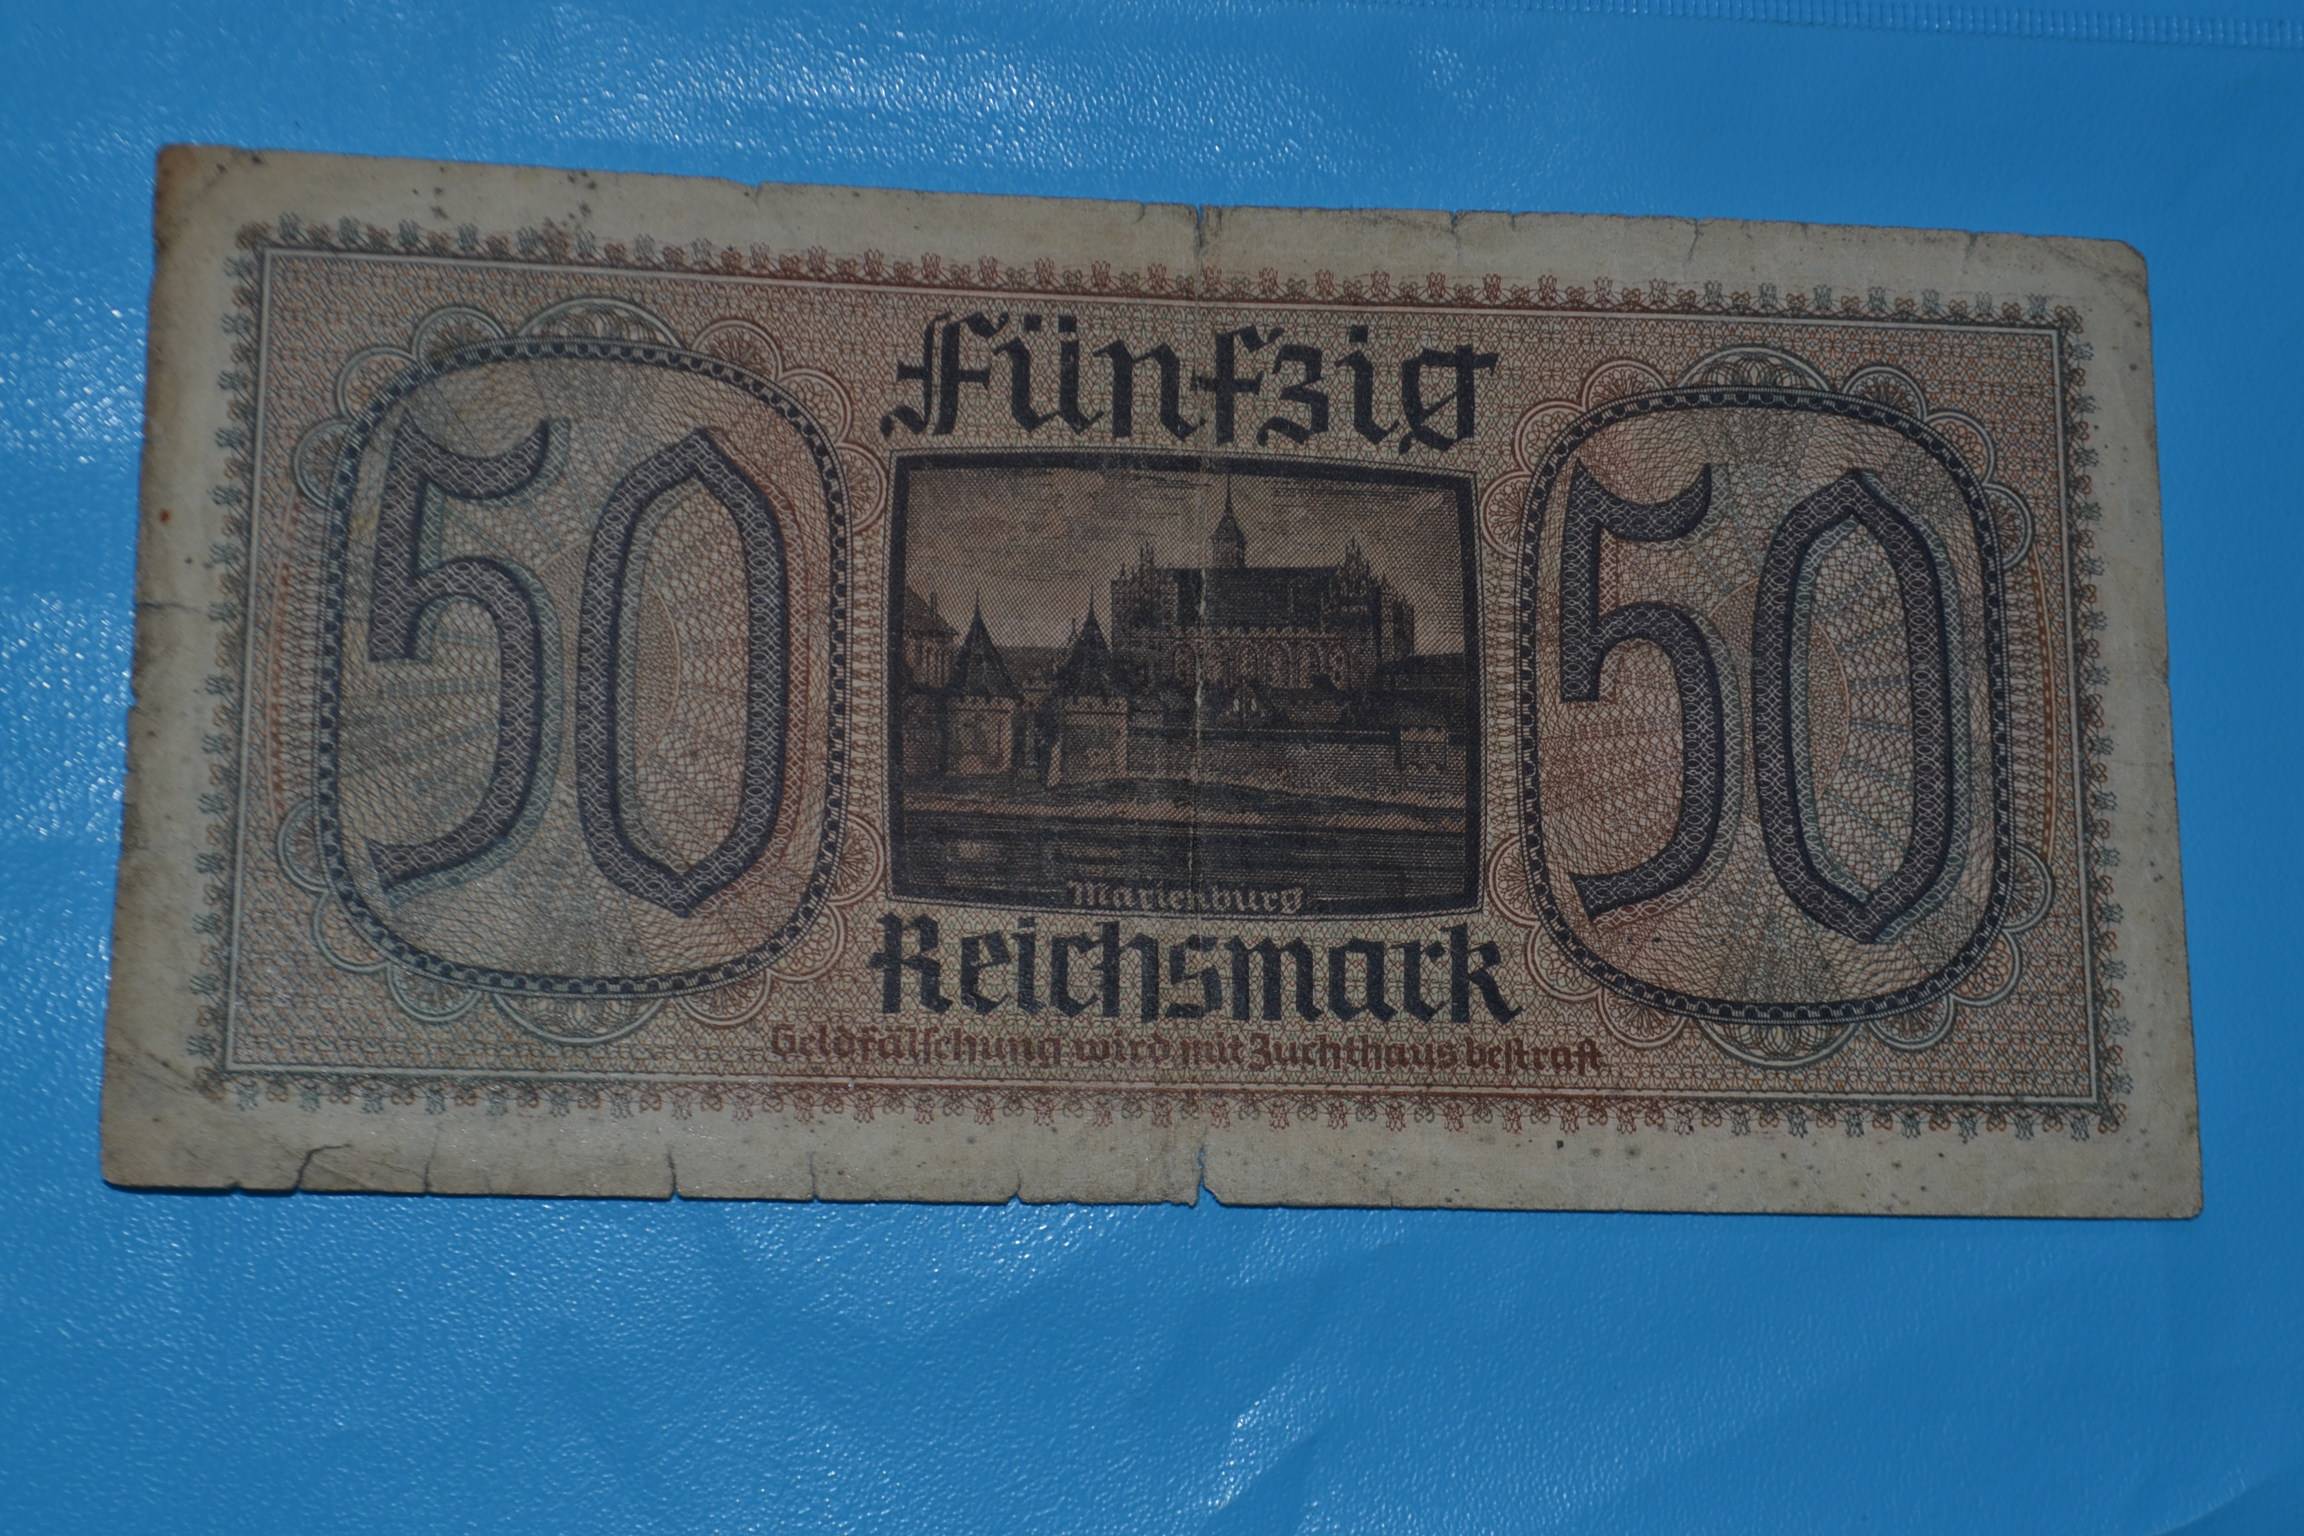 Fünfzig
50
50
Marienburg
Reichsmark
Geldfälschung wird mit Zuchthaus bestraft